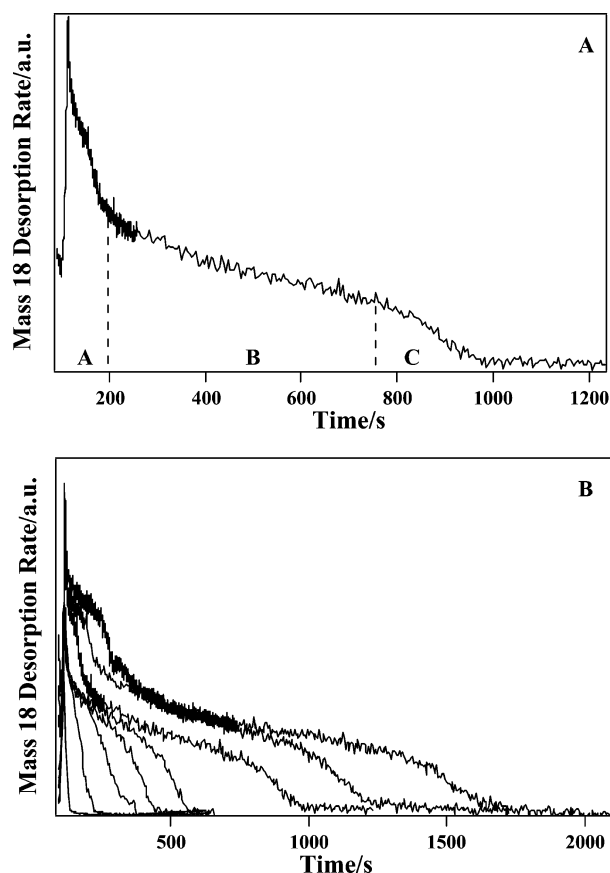 A
Mass 18 Desorption Rate/a.u.
A B C
200 400 600 800 1000 1200
Time/s
B
Mass 18 Desorption Rate/a.u.
500 1000 1500 2000
Time/s